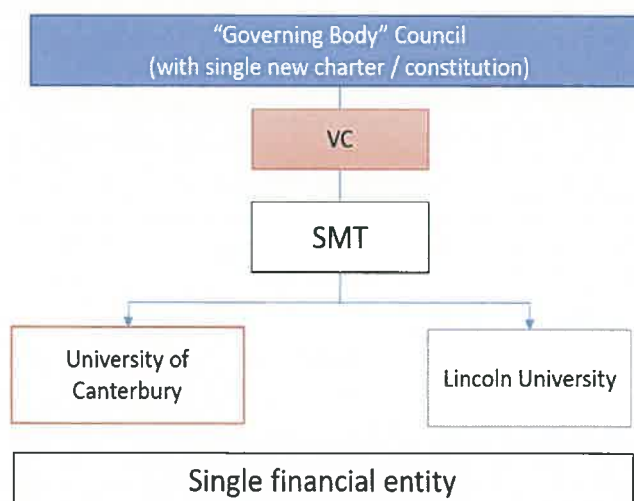 “Governing Body” Council
(with single new charter / constitution)
VC
SMT
University of
Canterbury
Lincoln University
Single financial entity